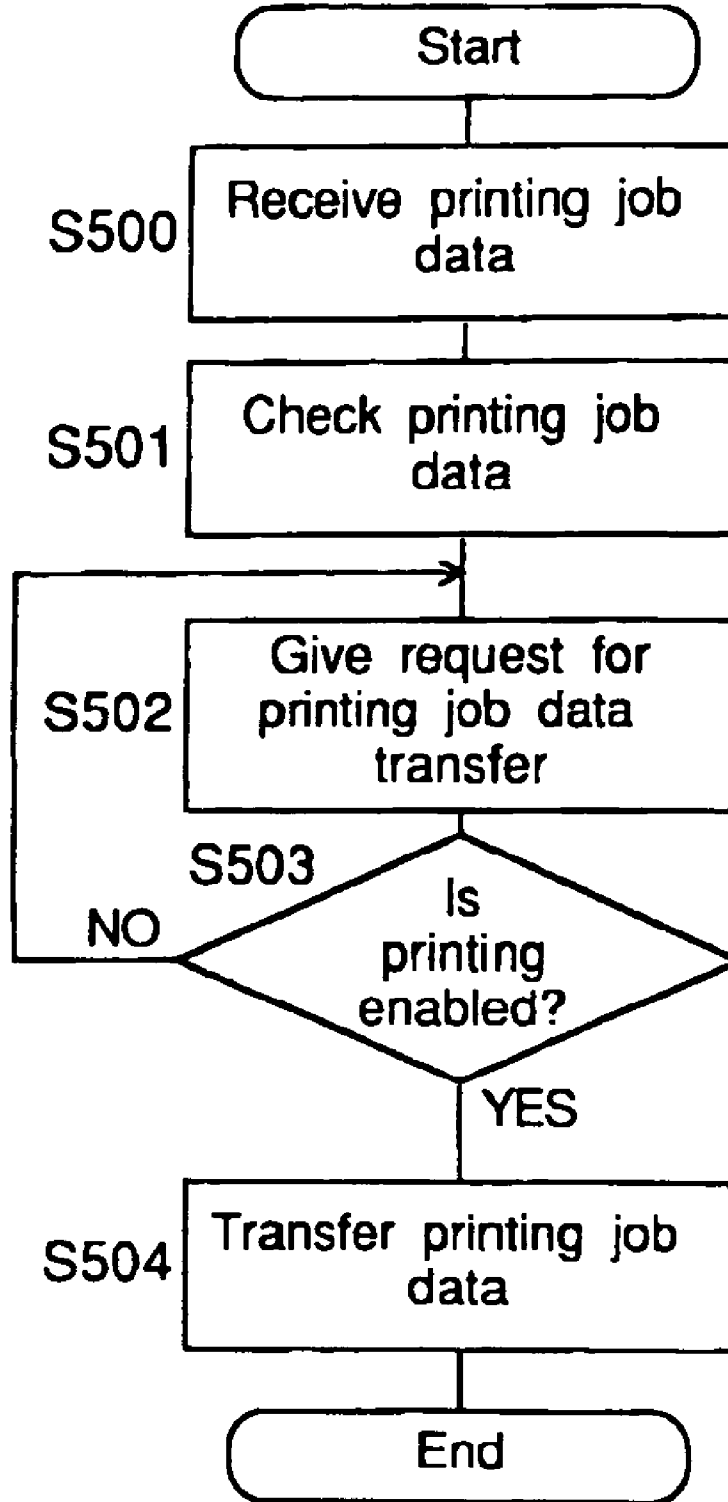 Start
S500
Receive printing job
data
S501
Check printing job
data
S502
Give request for
printing job data
transfer
S503
NO
Is
printing
enabled?
YES
S504
Transfer printing job
data
End